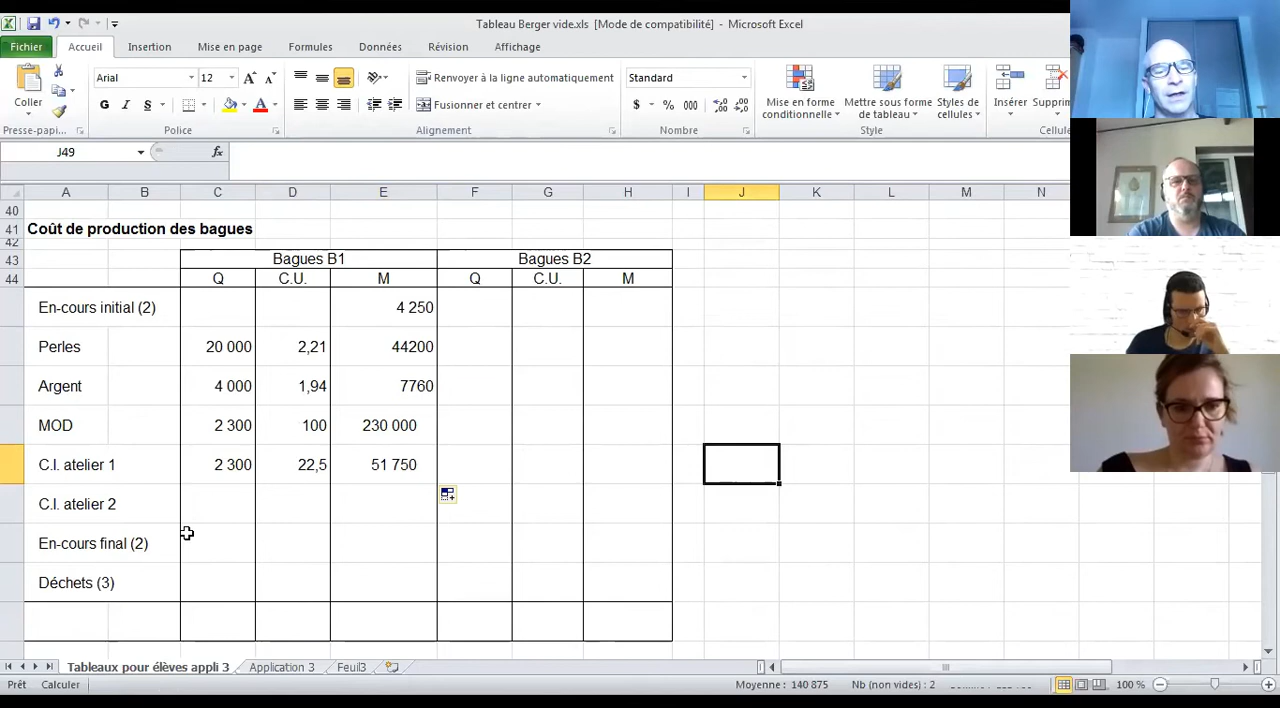 Tableau Berger vide.xls [Mode de compatibilité] - Microsoft Excel
Fichier Accueil Insertion Mise en page Formules Données Révision Affichage
Coller
Arial 12
Renvoyer à la ligne automatiquement
Standard
G I S
Fusionner et centrer
$ % 000
Mise en forme conditionnelle
Mettre sous forme de tableau
Styles de cellules
Insérer
Presse-papi... Police Alignement Nombre Style
J49 fx
A B C D E F G H I J K L M N
40
41 Coût de production des bagues
42
43 Bagues B1 Bagues B2
44 Q C.U. M Q C.U. M
En-cours initial (2) 4 250
Perles 20 000 2,21 44200
Argent 4 000 1,94 7760
MOD 2 300 100 230 000
C.I. atelier 1 2 300 22,5 51 750
C.I. atelier 2
En-cours final (2)
Déchets (3)
Tableaux pour élèves appli 3 Application 3 Feuil3
Prêt Calculer Moyenne : 140 875 Nb (non vides) : 2 100 %